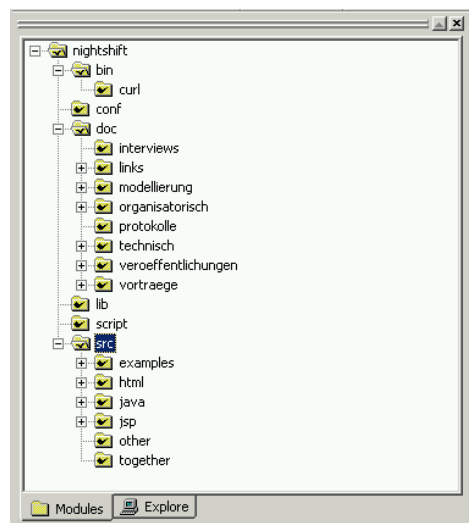 nightshift
bin
curl
conf
doc
interviews
links
modellierung
organisatorisch
protokolle
technisch
veroeffentlichungen
vortraege
lib
script
src
examples
html
java
jsp
other
together
Modules Explore